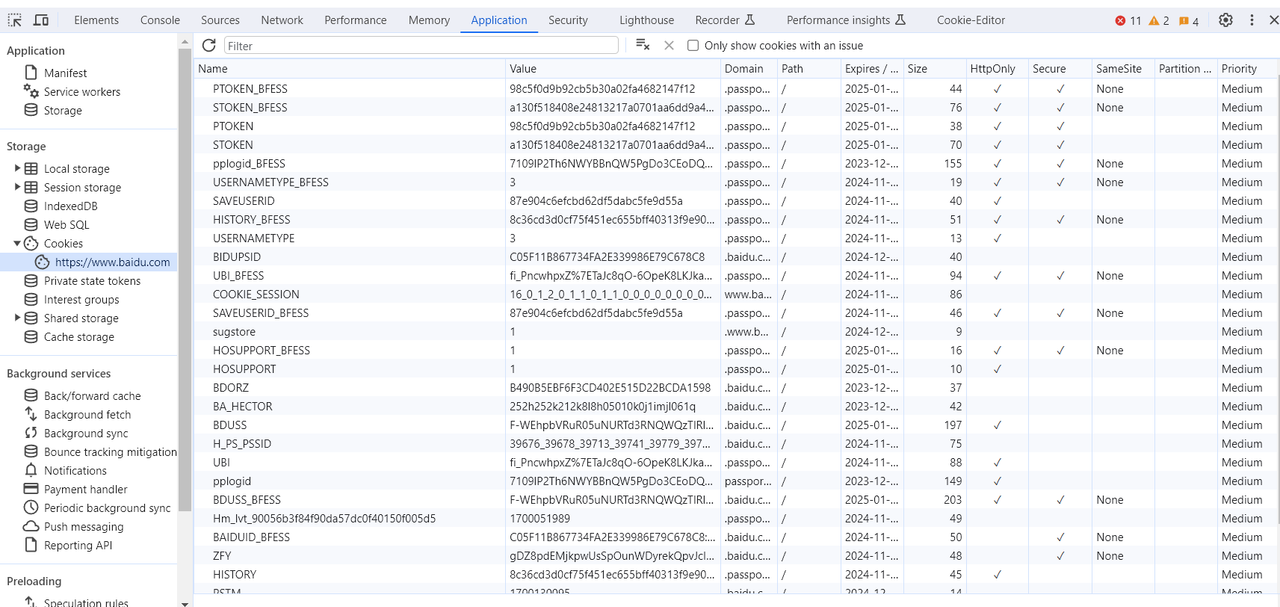 Elements Console Sources Network Performance Memory Application Security Lighthouse Recorder Performance insights Cookie-Editor 11 2 4
Filter Only show cookies with an issue
Application
Manifest
Service workers
Storage
Storage
Local storage
Session storage
IndexedDB
Web SQL
Cookies
https://www.baidu.com
Private state tokens
Interest groups
Shared storage
Cache storage
Background services
Back/forward cache
Background fetch
Background sync
Bounce tracking mitigation
Notifications
Payment handler
Periodic background sync
Push messaging
Reporting API
Preloading
Speculation rules
Name Value Domain Path Expires / ... Size HttpOnly Secure SameSite Partition ... Priority
PTOKEN_BFESS 98c5f0d9b92cb5b30a02fa4682147f12 .passpo... / 2025-01-... 44 ✓ ✓ None Medium
STOKEN_BFESS a130f518408e24813217a0701aa6dd9a4... .passpo... / 2025-01-... 76 ✓ ✓ None Medium
PTOKEN 98c5f0d9b92cb5b30a02fa4682147f12 .passpo... / 2025-01-... 38 ✓ ✓ Medium
STOKEN a130f518408e24813217a0701aa6dd9a4... .passpo... / 2025-01-... 70 ✓ ✓ Medium
pplogid_BFESS 7109IP2Th6NWYBBnQW5PgDo3CEoDQ... .passpo... / 2023-12-... 155 ✓ ✓ None Medium
USERNAMETYPE_BFESS 3 .passpo... / 2024-11-... 19 ✓ ✓ None Medium
SAVEUSERID 87e904c6efcbd62df5dabc5fe9d55a .passpo... / 2024-11-... 40 ✓ Medium
HISTORY_BFESS 8c36cd3d0cf75f451ec655bff40313f9e90... .passpo... / 2024-11-... 51 ✓ ✓ None Medium
USERNAMETYPE 3 .passpo... / 2024-11-... 13 ✓ Medium
BIDUPSID C05F11B867734FA2E339986E79C678C8 .baidu.c... / 2024-12-... 40 Medium
UBI_BFESS fi_PncwhpxZ%7ETaJc8qO-6OpeK8LKJka... .passpo... / 2024-11-... 94 ✓ ✓ None Medium
COOKIE_SESSION 16_0_1_2_0_1_1_0_1_1_0_0_0_0_0_0_0... www.ba... / 2024-11-... 86 Medium
SAVEUSERID_BFESS 87e904c6efcbd62df5dabc5fe9d55a .passpo... / 2024-11-... 46 ✓ ✓ None Medium
sugstore 1 .www.b... / 2024-12-... 9 Medium
HOSUPPORT_BFESS 1 .passpo... / 2025-01-... 16 ✓ ✓ None Medium
HOSUPPORT 1 .passpo... / 2025-01-... 10 ✓ Medium
BDORZ B490B5EBF6F3CD402E515D22BCDA1598 .baidu.c... / 2023-12-... 37 Medium
BA_HECTOR 252h252k212k8l8h05010k0j1imjl061q .baidu.c... / 2023-12-... 42 Medium
BDUSS F-WEhpbVRuR05uNURTd3RNQWQzTlRI... .baidu.c... / 2025-01-... 197 ✓ Medium
H_PS_PSSID 39676_39678_39713_39741_39779_397... .baidu.c... / 2024-11-... 75 Medium
UBI fi_PncwhpxZ%7ETaJc8qO-6OpeK8LKJka... .passpo... / 2024-11-... 88 ✓ Medium
pplogid 7109IP2Th6NWYBBnQW5PgDo3CEoDQ... passpor... / 2023-12-... 149 ✓ Medium
BDUSS_BFESS F-WEhpbVRuR05uNURTd3RNQWQzTlRI... .baidu.c... / 2025-01-... 203 ✓ ✓ None Medium
Hm_lvt_90056b3f84f90da57dc0f40150f005d5 1700051989 .passpo... / 2024-11-... 49 Medium
BAIDUID_BFESS C05F11B867734FA2E339986E79C678C8:... .baidu.c... / 2024-11-... 50 ✓ None Medium
ZFY gDZ8pdEMjkpwUsSpOunWDyrekQpvJcl... .baidu.c... / 2024-11-... 48 ✓ None Medium
HISTORY 8c36cd3d0cf75f451ec655bff40313f9e90... .passpo... / 2024-11-... 45 ✓ Medium
PSTM 1700130095 .baidu.c... / 2024-12-... 14 Medium